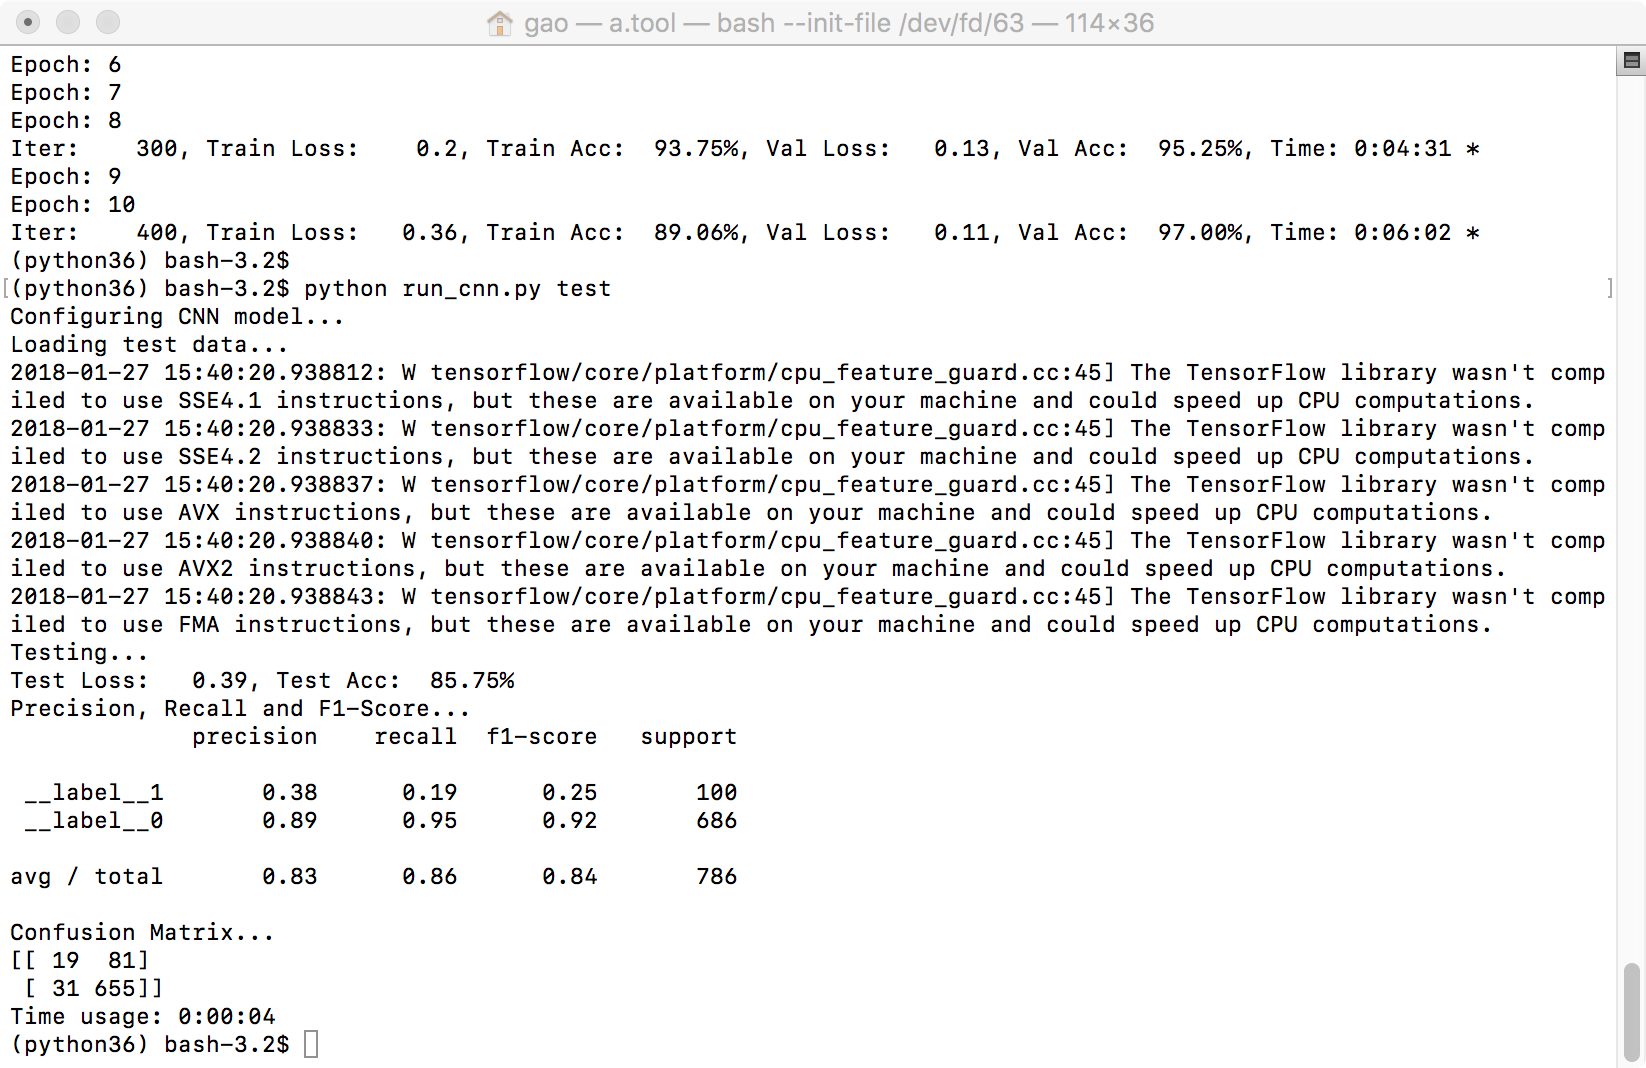 gao — a.tool — bash --init-file /dev/fd/63 — 114×36
Epoch: 6
Epoch: 7
Epoch: 8
Iter:    300, Train Loss:    0.2, Train Acc:  93.75%, Val Loss:   0.13, Val Acc:  95.25%, Time: 0:04:31 *
Epoch: 9
Epoch: 10
Iter:    400, Train Loss:   0.36, Train Acc:  89.06%, Val Loss:   0.11, Val Acc:  97.00%, Time: 0:06:02 *
(python36) bash-3.2$
[(python36) bash-3.2$ python run_cnn.py test ]
Configuring CNN model...
Loading test data...
2018-01-27 15:40:20.938812: W tensorflow/core/platform/cpu_feature_guard.cc:45] The TensorFlow library wasn't comp
iled to use SSE4.1 instructions, but these are available on your machine and could speed up CPU computations.
2018-01-27 15:40:20.938833: W tensorflow/core/platform/cpu_feature_guard.cc:45] The TensorFlow library wasn't comp
iled to use SSE4.2 instructions, but these are available on your machine and could speed up CPU computations.
2018-01-27 15:40:20.938837: W tensorflow/core/platform/cpu_feature_guard.cc:45] The TensorFlow library wasn't comp
iled to use AVX instructions, but these are available on your machine and could speed up CPU computations.
2018-01-27 15:40:20.938840: W tensorflow/core/platform/cpu_feature_guard.cc:45] The TensorFlow library wasn't comp
iled to use AVX2 instructions, but these are available on your machine and could speed up CPU computations.
2018-01-27 15:40:20.938843: W tensorflow/core/platform/cpu_feature_guard.cc:45] The TensorFlow library wasn't comp
iled to use FMA instructions, but these are available on your machine and could speed up CPU computations.
Testing...
Test Loss:   0.39, Test Acc:  85.75%
Precision, Recall and F1-Score...
             precision    recall  f1-score   support
 __label__1       0.38      0.19      0.25       100
 __label__0       0.89      0.95      0.92       686
avg / total       0.83      0.86      0.84       786
Confusion Matrix...
[[ 19  81]
 [ 31 655]]
Time usage: 0:00:04
(python36) bash-3.2$